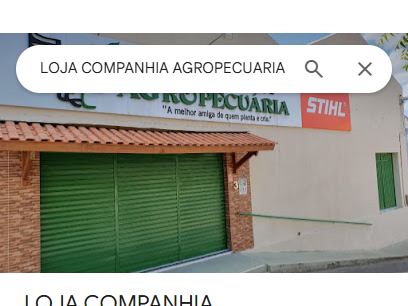 LOJA COMPANHIA AGROPECUARIA
AGROPECUÁRIA
"A melhor amiga de quem planta e cria."
STIHL
LOJA COMPANHIA